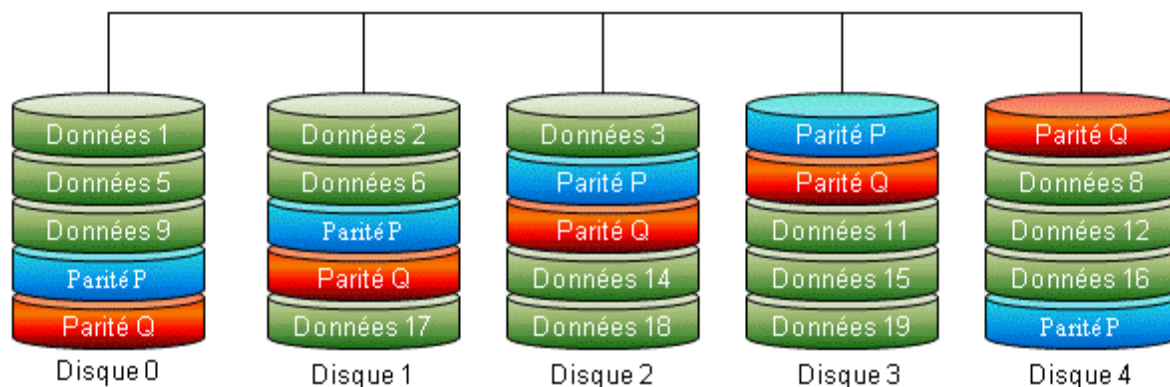 Données 1
Données 5
Données 9
Parité P
Parité Q
Disque 0
Données 2
Données 6
Parité P
Parité Q
Données 17
Disque 1
Données 3
Parité P
Parité Q
Données 14
Données 18
Disque 2
Parité P
Parité Q
Données 11
Données 15
Données 19
Disque 3
Parité Q
Données 8
Données 12
Données 16
Parité P
Disque 4